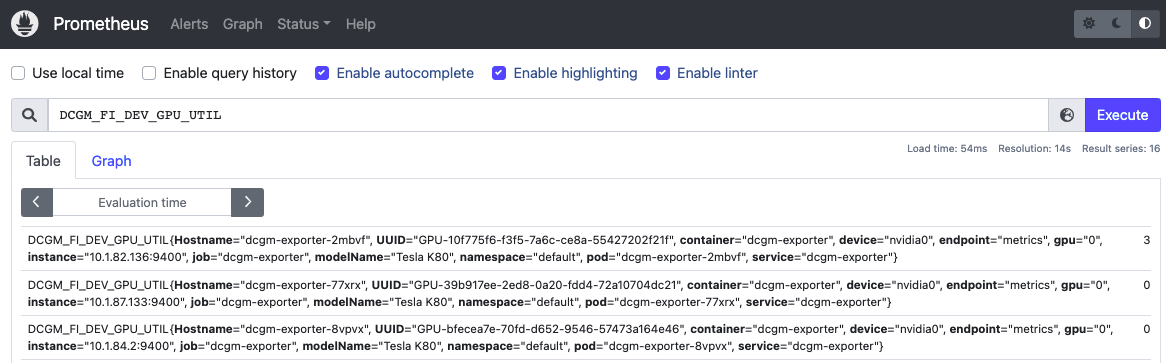 Prometheus Alerts Graph Status Help
Use local time Enable query history Enable autocomplete Enable highlighting Enable linter
DCGM_FI_DEV_GPU_UTIL Execute
Load time: 54ms Resolution: 14s Result series: 16
Table Graph
Evaluation time
DCGM_FI_DEV_GPU_UTIL{Hostname="dcgm-exporter-2mbvf", UUID="GPU-10f775f6-f3f5-7a6c-ce8a-55427202f21f", container="dcgm-exporter", device="nvidia0", endpoint="metrics", gpu="0", 3
instance="10.1.82.136:9400", job="dcgm-exporter", modelName="Tesla K80", namespace="default", pod="dcgm-exporter-2mbvf", service="dcgm-exporter"}
DCGM_FI_DEV_GPU_UTIL{Hostname="dcgm-exporter-77xrx", UUID="GPU-39b917ee-2ed8-0a20-fdd4-72a10704dc21", container="dcgm-exporter", device="nvidia0", endpoint="metrics", gpu="0", 0
instance="10.1.87.133:9400", job="dcgm-exporter", modelName="Tesla K80", namespace="default", pod="dcgm-exporter-77xrx", service="dcgm-exporter"}
DCGM_FI_DEV_GPU_UTIL{Hostname="dcgm-exporter-8vpvx", UUID="GPU-bfecea7e-70fd-d652-9546-57473a164e46", container="dcgm-exporter", device="nvidia0", endpoint="metrics", gpu="0", 0
instance="10.1.84.2:9400", job="dcgm-exporter", modelName="Tesla K80", namespace="default", pod="dcgm-exporter-8vpvx", service="dcgm-exporter"}